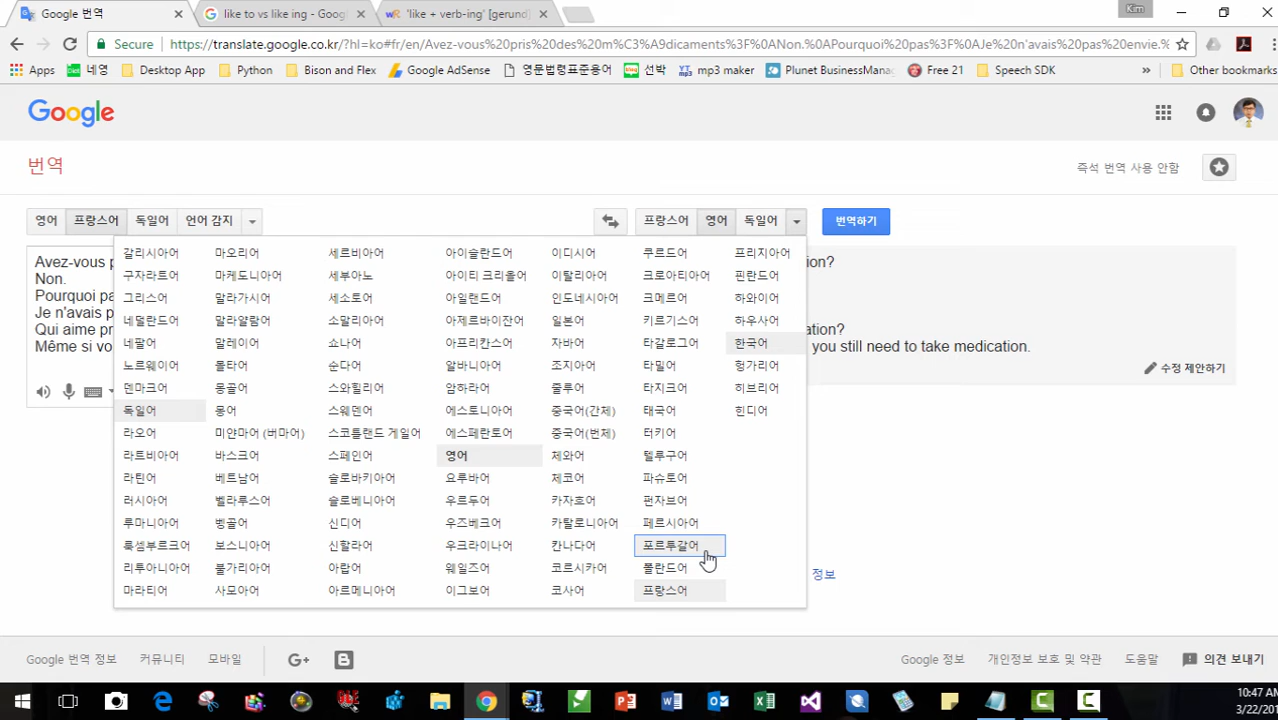 Google 번역
like to vs like ing - Goog
'like + verb-ing' [gerund]
Kim
Secure
https://translate.google.co.kr/?hl=ko#fr/en/Avez-vous%20pris%20des%20m%C3%A9dicaments%3F%0ANon.%0APourquoi%20pas%3F%0AJe%20n'avais%20pas%20envie.%
Apps
네영
Desktop App
Python
Bison and Flex
Google AdSense
영문법표준용어
선박
mp3 maker
Plunet BusinessMana
Free 21
Speech SDK
Other bookmarks
Google
번역
즉석 번역 사용 안함
영어 프랑스어 독일어 언어 감지
프랑스어 영어 독일어 번역하기
Avez-vous p
Non.
Pourquoi pa
Je n'avais p
Qui aime pr
Même si vo
갈리시아어 마오리어 세르비아어 아이슬란드어 이디시어 쿠르드어 프리지아어
구자라트어 마케도니아어 세부아노 아이티 크리올어 이탈리아어 크로아티아어 핀란드어
그리스어 말라가시어 세소토어 아일랜드어 인도네시아어 크메르어 하와이어
네덜란드어 말라얄람어 소말리아어 아제르바이잔어 일본어 키르기스어 하우사어
네팔어 말레이어 쇼나어 아프리칸스어 자바어 타갈로그어 한국어
노르웨이어 몰타어 순다어 알바니아어 조지아어 타밀어 헝가리어
덴마크어 몽골어 스와힐리어 암하라어 줄루어 타지크어 히브리어
독일어 몽어 스웨덴어 에스토니아어 중국어(간체) 태국어 힌디어
라오어 미얀마어 (버마어) 스코틀랜드 게일어 에스페란토어 중국어(번체) 터키어
라트비아어 바스크어 스페인어 영어 체와어 텔루구어
라틴어 베트남어 슬로바키아어 요루바어 체코어 파슈토어
러시아어 벨라루스어 슬로베니아어 우르두어 카자흐어 펀자브어
루마니아어 벵골어 신디어 우즈베크어 카탈로니아어 페르시아어
룩셈부르크어 보스니아어 신할라어 우크라이나어 칸나다어 포르투갈어
리투아니아어 불가리아어 아랍어 웨일즈어 코르시카어 폴란드어
마라티어 사모아어 아르메니아어 이그보어 코사어 프랑스어
ion?
ation?
you still need to take medication.
수정 제안하기
정보
Google 번역 정보 커뮤니티 모바일
Google 정보 개인정보 보호 및 약관 도움말 의견 보내기
10:47 AM
3/22/201